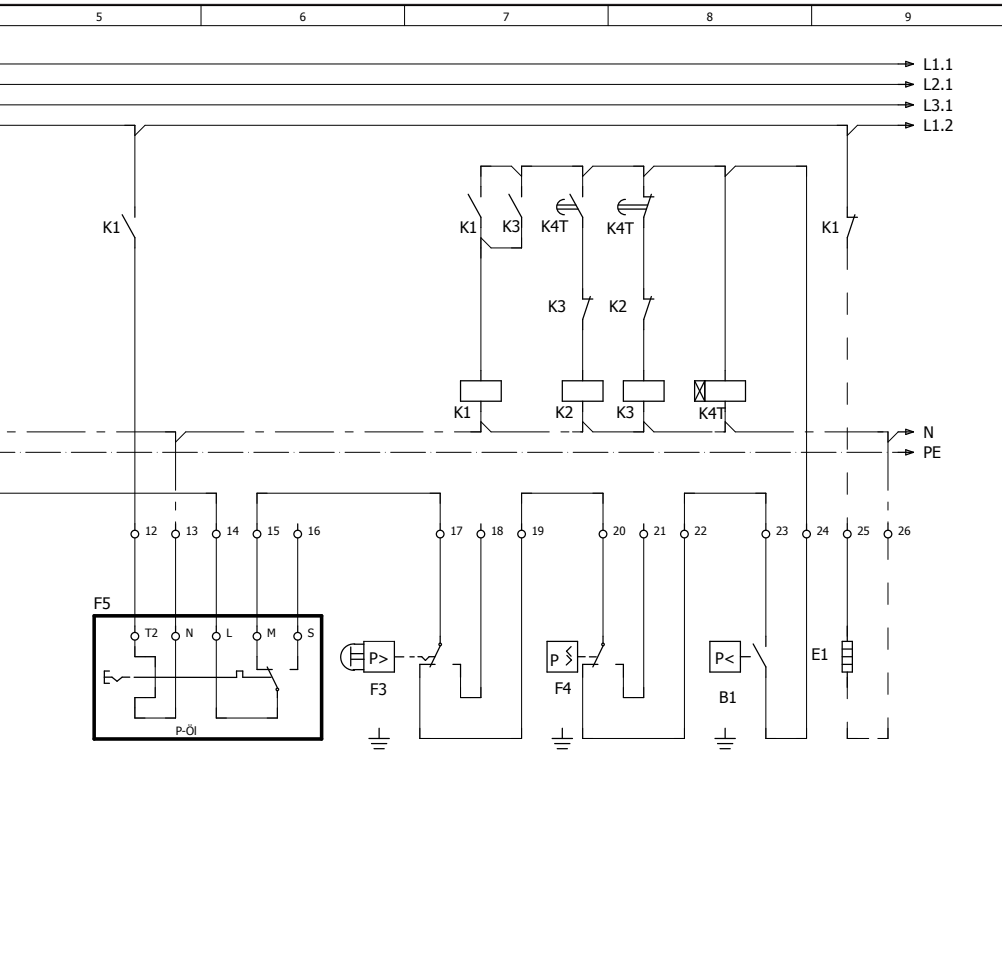 5 6 7 8 9
L1.1
L2.1
L3.1
L1.2
K1 K1 K3 K4T K4T K1
K3 K2
K1 K2 K3 K4T
N
PE
12 13 14 15 16 17 18 19 20 21 22 23 24 25 26
F5
T2 N L M S
P> P P< E1
F3 F4 B1
P-Öl